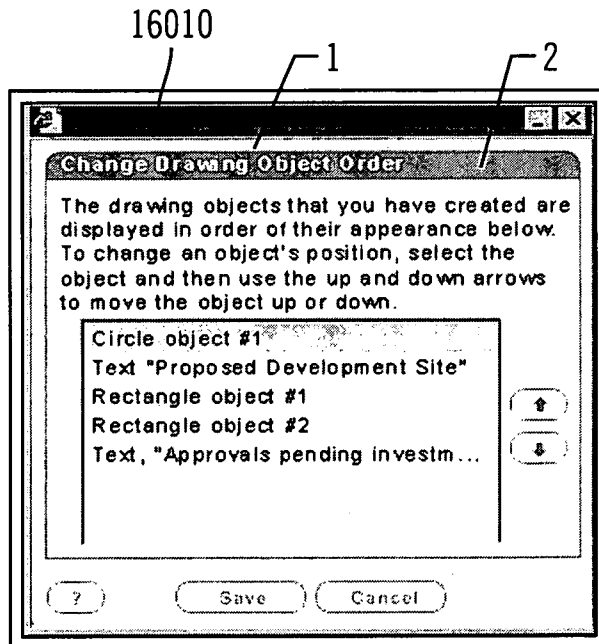 16010
1
2
Change Drawing Object Order
The drawing objects that you have created are
displayed in order of their appearance below.
To change an object's position, select the
object and then use the up and down arrows
to move the object up or down.
Circle object #1
Text "Proposed Development Site"
Rectangle object #1
Rectangle object #2
Text, "Approvals pending investm...
? Save Cancel